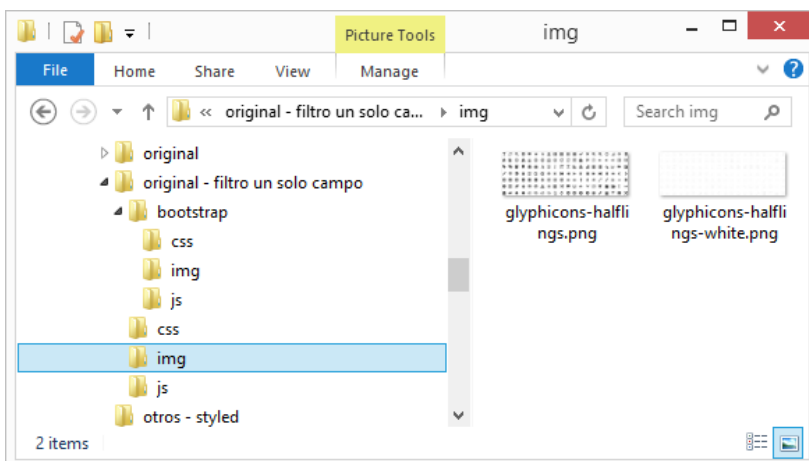 Picture Tools
img
File
Home
Share
View
Manage
?
« original - filtro un solo ca... img
Search img
original
original - filtro un solo campo
bootstrap
css
img
js
css
img
js
otros - styled
glyphicons-halfli
ngs.png
glyphicons-halfli
ngs-white.png
2 items